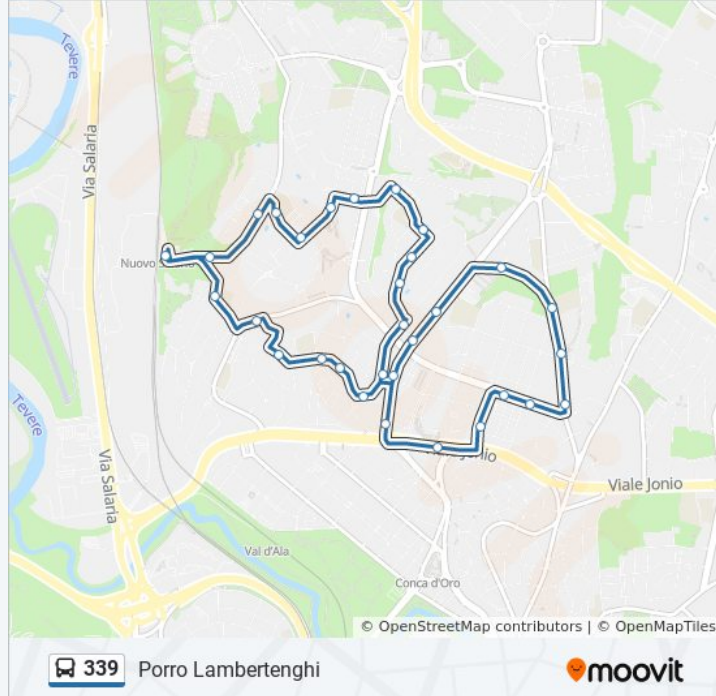 Tevere
Via Salaria
Nuovo S
Tevere
Via Salaria
Jonio
Viale Jonio
Val d'Ala
Conca d'Oro
© OpenStreetMap contributors | © OpenMapTiles
339
Porro Lambertenghi
moovit